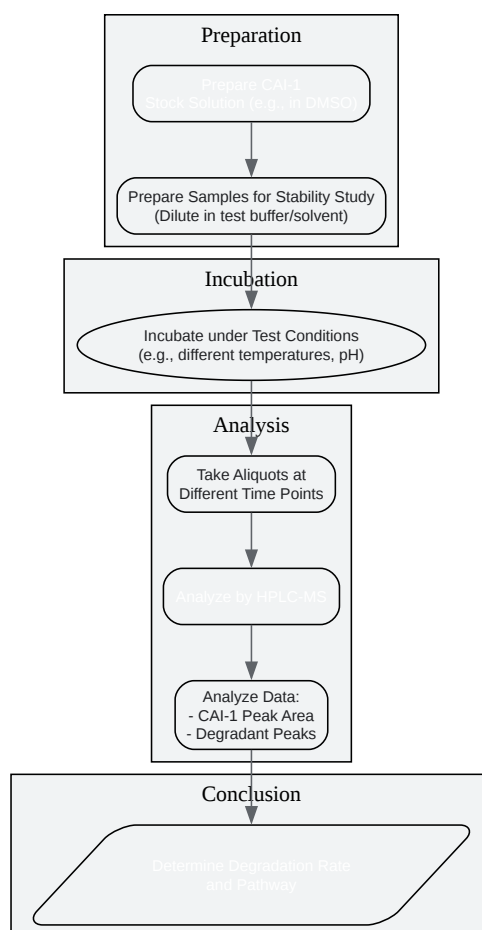 Preparation
Prepare CAI-1
Stock Solution (e.g., in DMSO)
Prepare Samples for Stability Study
(Dilute in test buffer/solvent)
Incubation
Incubate under Test Conditions
(e.g., different temperatures, pH)
Analysis
Take Aliquots at
Different Time Points
Analyze by HPLC-MS
Analyze Data:
- CAI-1 Peak Area
- Degradant Peaks
Conclusion
Determine Degradation Rate
and Pathway